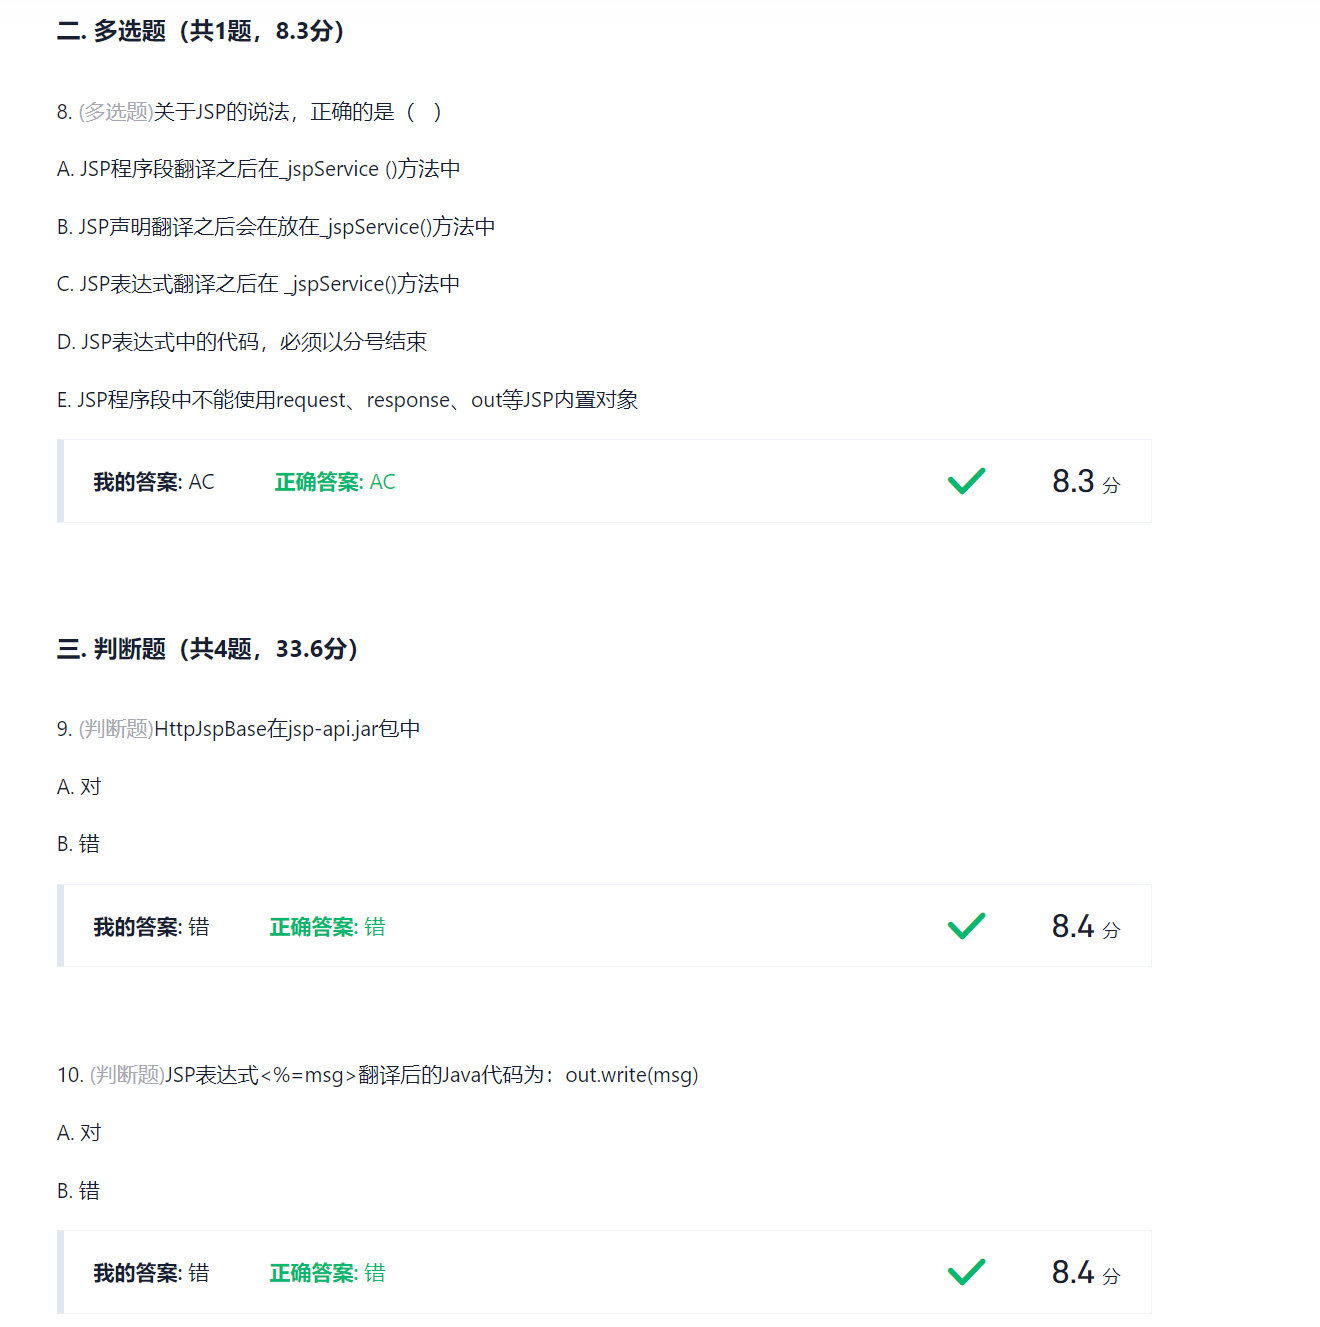 二. 多选题（共1题，8.3分）
8. (多选题)关于JSP的说法，正确的是（　）
A. JSP程序段翻译之后在_jspService ()方法中
B. JSP声明翻译之后会在放在_jspService()方法中
C. JSP表达式翻译之后在 _jspService()方法中
D. JSP表达式中的代码，必须以分号结束
E. JSP程序段中不能使用request、response、out等JSP内置对象
我的答案: AC 正确答案: AC 8.3 分
三. 判断题（共4题，33.6分）
9. (判断题)HttpJspBase在jsp-api.jar包中
A. 对
B. 错
我的答案: 错 正确答案: 错 8.4 分
10. (判断题)JSP表达式<%=msg>翻译后的Java代码为：out.write(msg)
A. 对
B. 错
我的答案: 错 正确答案: 错 8.4 分